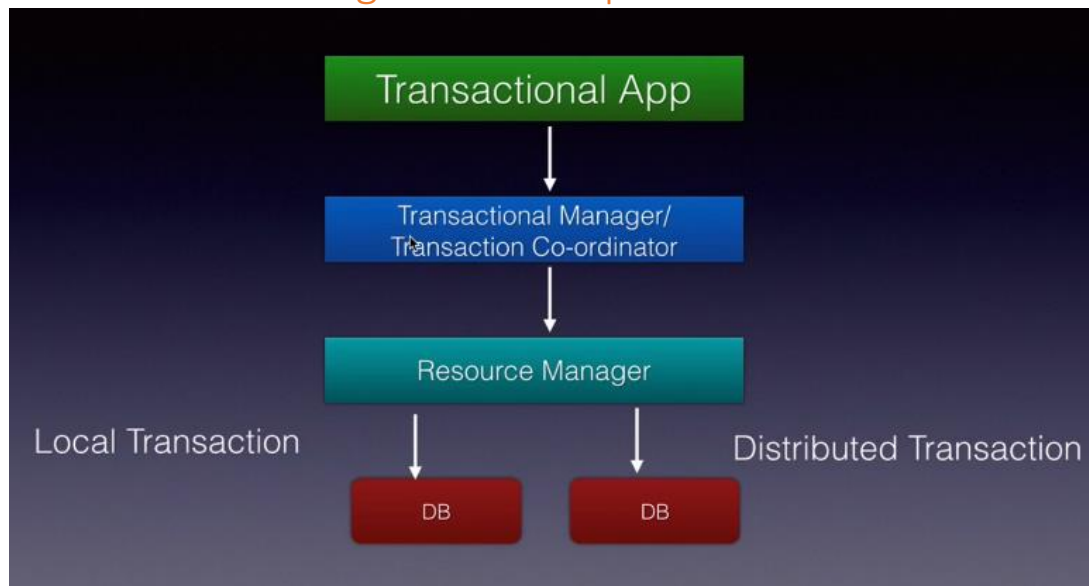 Transactional App
Transactional Manager/
Transaction Co-ordinator
Resource Manager
Local Transaction
Distributed Transaction
DB
DB